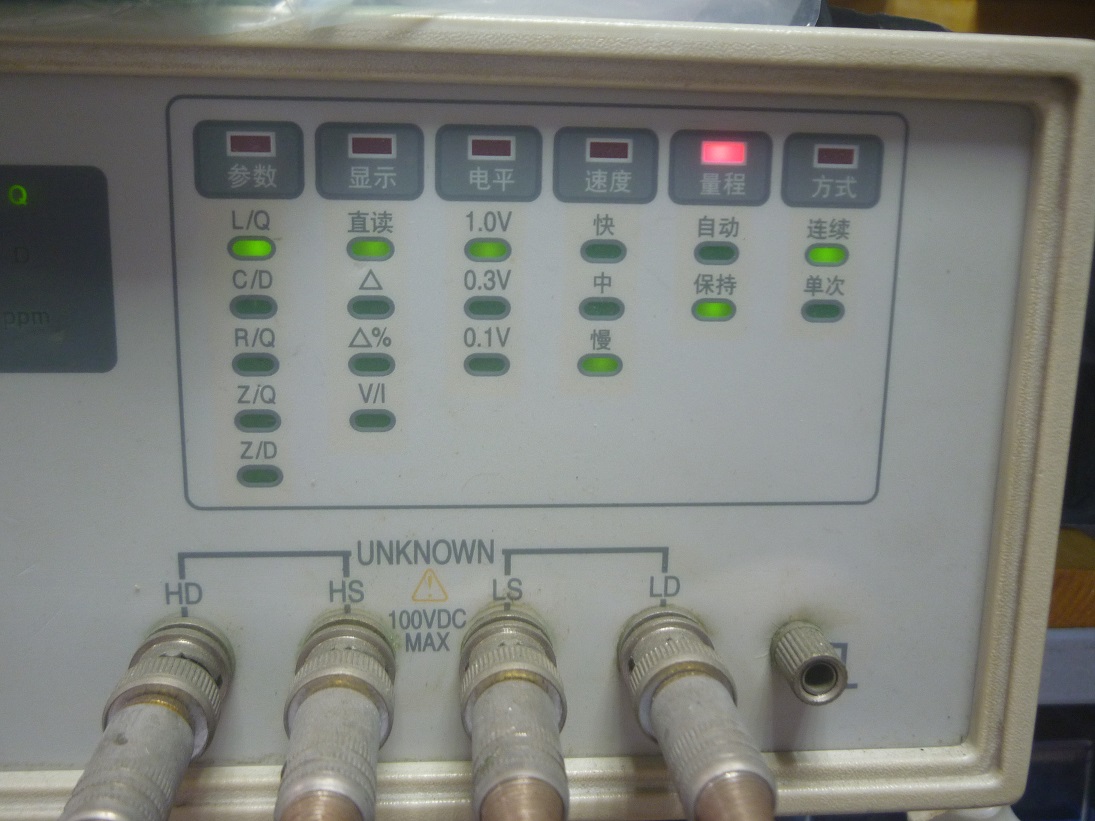 参数 显示 电平 速度 量程 方式
Q
L/Q 直读 1.0V 快 自动 连续
D
C/D △ 0.3V 中 保持 单次
ppm
R/Q △% 0.1V 慢
Z/Q V/I
Z/D
UNKNOWN
HD HS LS LD
100VDC
MAX